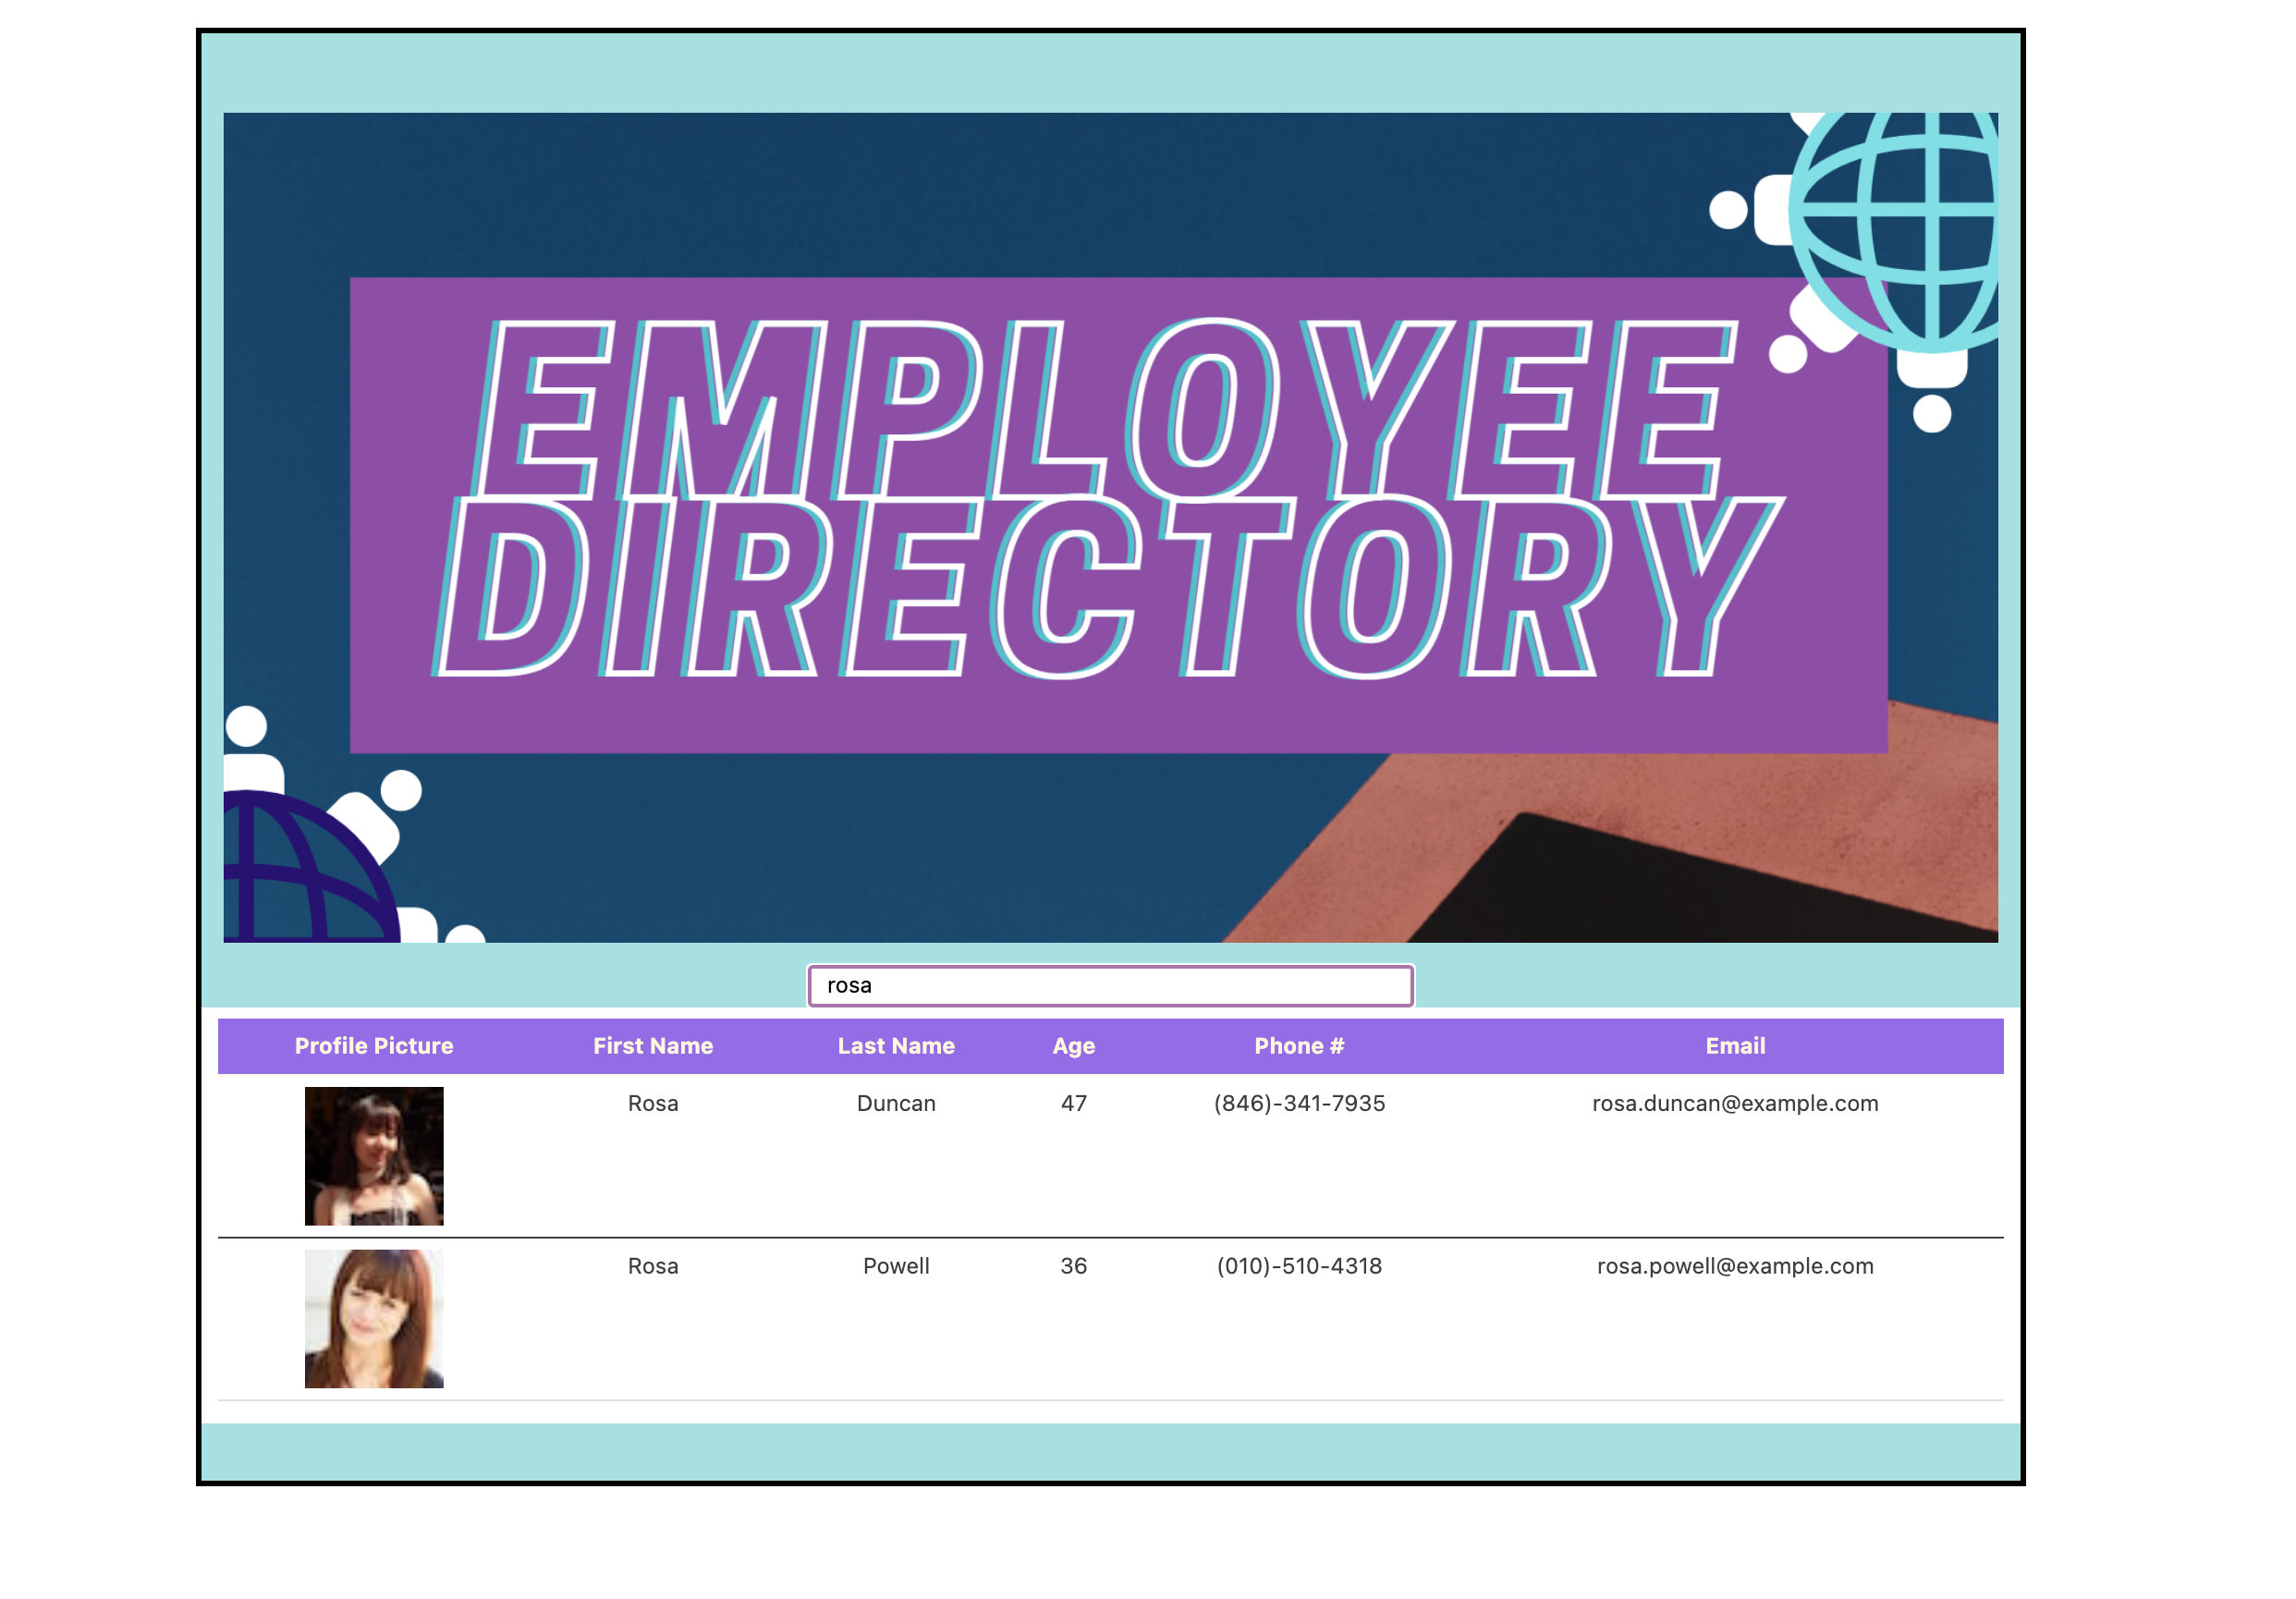 EMPLOYEE
DIRECTORY
rosa
Profile Picture First Name Last Name Age Phone # Email
Rosa Duncan 47 (846)-341-7935 rosa.duncan@example.com
Rosa Powell 36 (010)-510-4318 rosa.powell@example.com